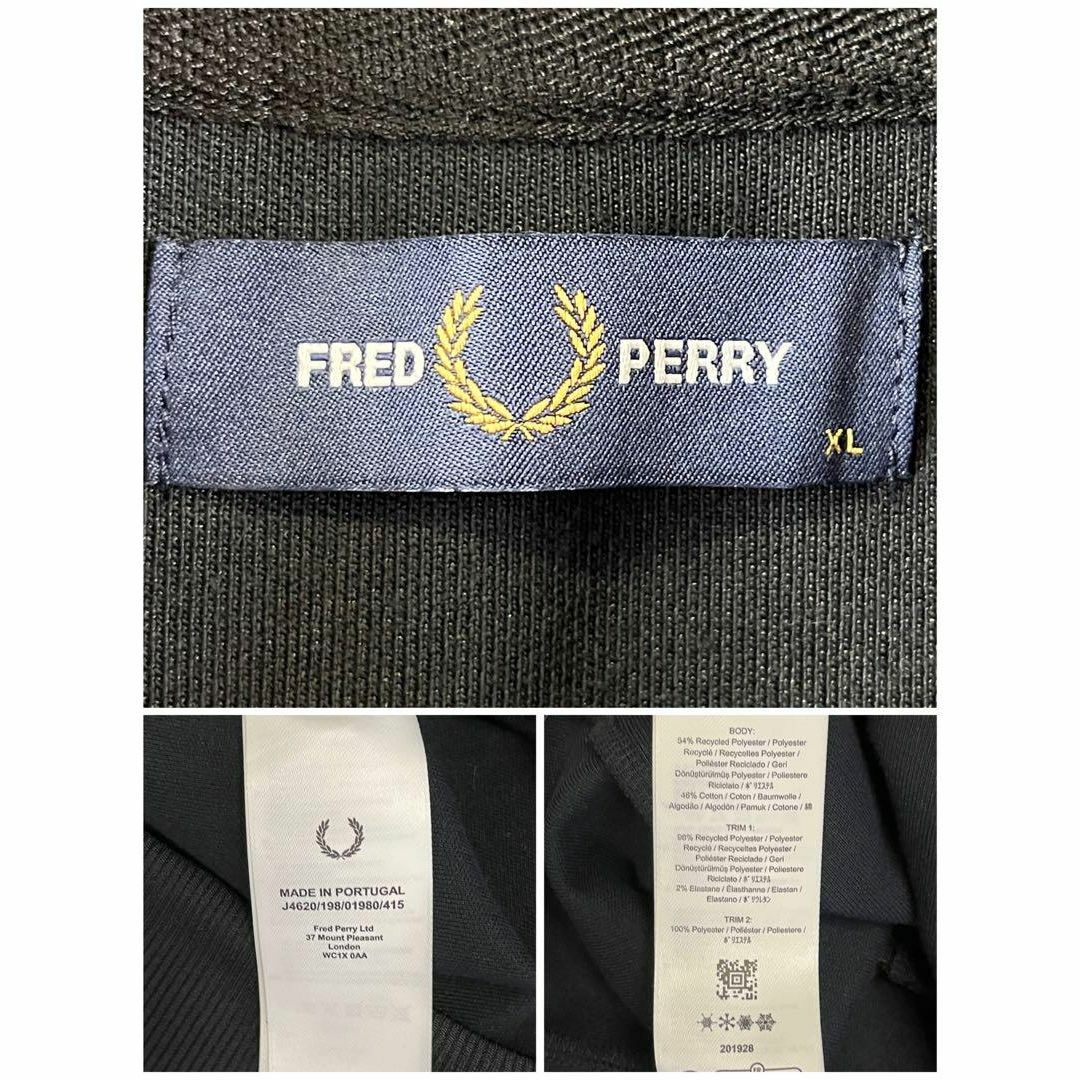 FRED PERRY
XL
MADE IN PORTUGAL
J4620/198/01980/415
Fred Perry Ltd
37 Mount Pleasant
London
WC1X 0AA
BODY:
54% Recycled Polyester / Polyester
Recyclé / Recycelltes Polyester /
Poliéster Reciclado / Geri
Dönüştürülmüş Polyester / Poliestere
Riciclato / ﾎﾟﾘｴｽﾃﾙ
46% Cotton / Coton / Baumwolle /
Algodão / Algodón / Pamuk / Cotone / 綿
TRIM 1:
98% Recycled Polyester / Polyester
Recyclé / Recyceltes Polyester /
Poliéster Reciclado / Geri
Dönüştürülmüş Polyester / Poliestere
Riciclato / ﾎﾟﾘｴｽﾃﾙ
2% Elastane / Élasthanne / Elastan /
Elastano / ﾎﾟﾘｳﾚﾀﾝ
TRIM 2:
100% Polyester / Poliéster / Poliestere /
ﾎﾟﾘｴｽﾃﾙ
201928
FR